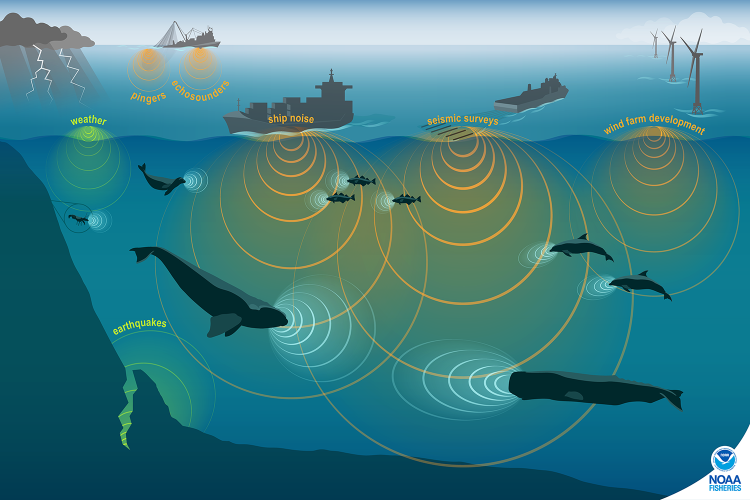 pingers
echosounders
weather
ship noise
seismic surveys
wind farm development
earthquakes
NOAA
FISHERIES